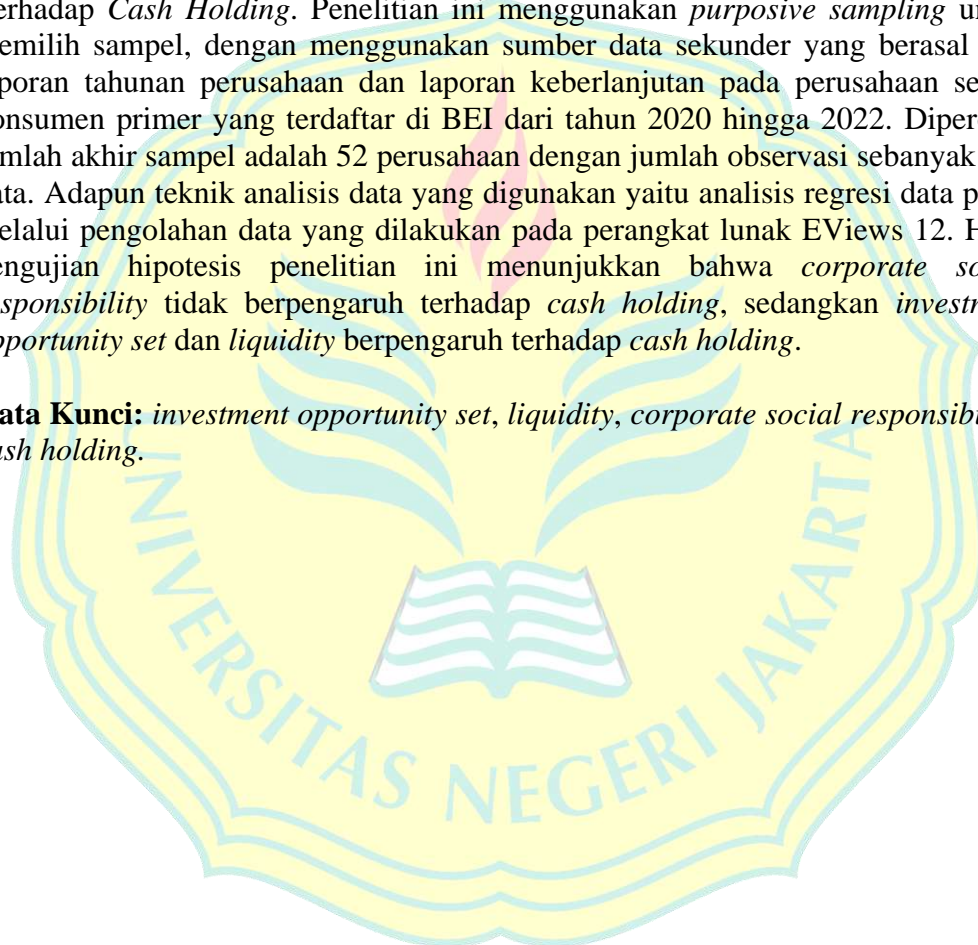 erhadap Cash Holding. Penelitian ini menggunakan purposive sampling un
emilih sampel, dengan menggunakan sumber data sekunder yang berasal
poran tahunan perusahaan dan laporan keberlanjutan pada perusahaan se
onsumen primer yang terdaftar di BEI dari tahun 2020 hingga 2022. Diper
mlah akhir sampel adalah 52 perusahaan dengan jumlah observasi sebanyak
ata. Adapun teknik analisis data yang digunakan yaitu analisis regresi data p
elalui pengolahan data yang dilakukan pada perangkat lunak EViews 12. H
engujian hipotesis penelitian ini menunjukkan bahwa corporate so
sponsibility tidak berpengaruh terhadap cash holding, sedangkan investm
pportunity set dan liquidity berpengaruh terhadap cash holding.
ata Kunci: investment opportunity set, liquidity, corporate social responsibi
ash holding.
NIVERSITAS NEGERI JAKARTA